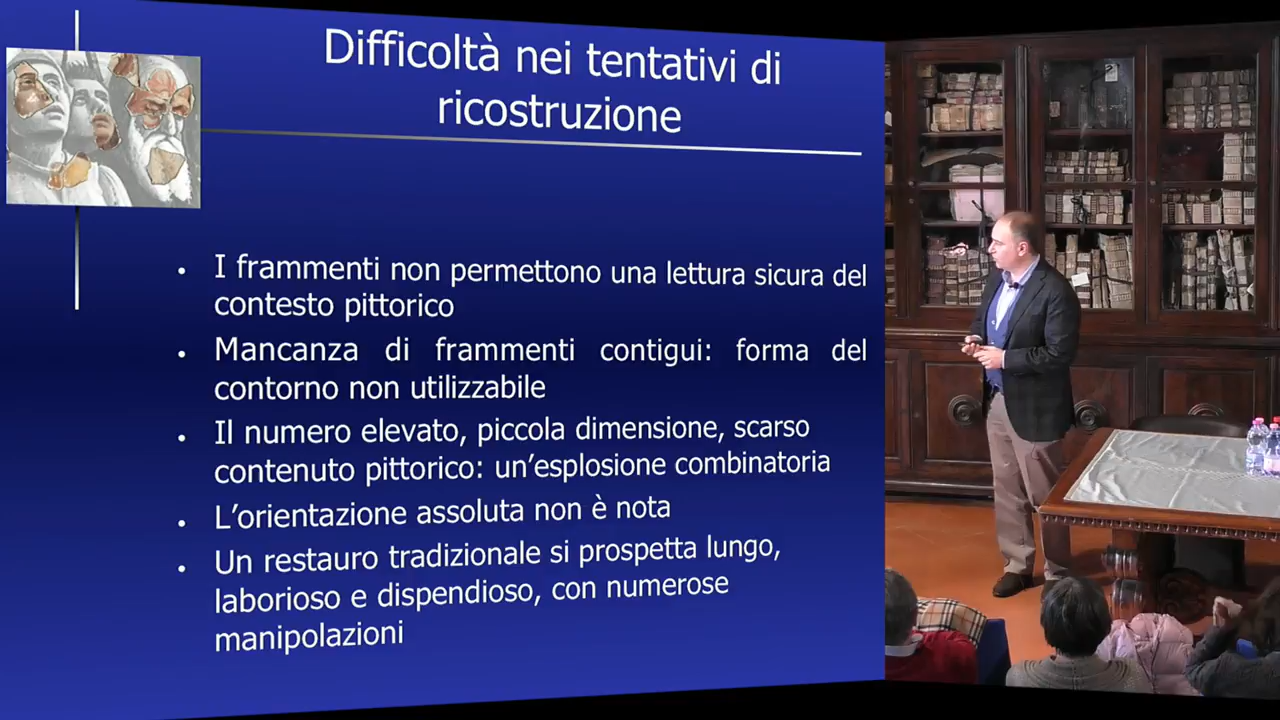 Difficoltà nei tentativi di
ricostruzione
• I frammenti non permettono una lettura sicura del
contesto pittorico
• Mancanza di frammenti contigui: forma del
contorno non utilizzabile
• Il numero elevato, piccola dimensione, scarso
contenuto pittorico: un’esplosione combinatoria
• L’orientazione assoluta non è nota
• Un restauro tradizionale si prospetta lungo,
laborioso e dispendioso, con numerose
manipolazioni